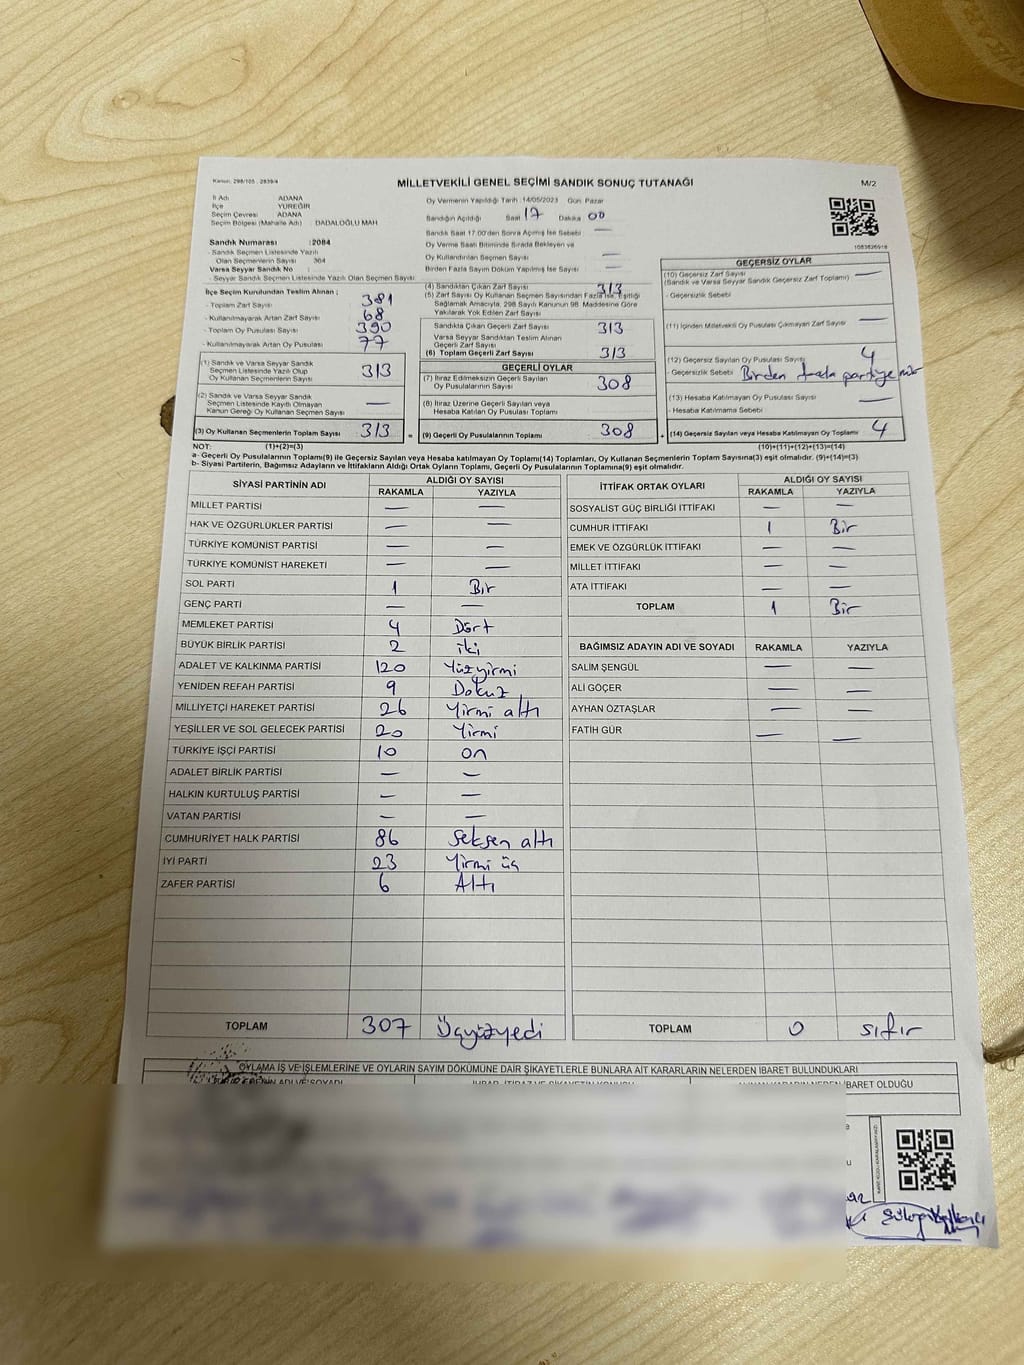 Kanun: 298/105 , 2839/4
MİLLETVEKİLİ GENEL SEÇİMİ SANDIK SONUÇ TUTANAĞI
M/2
İl Adı ADANA
İlçe YÜREĞİR
Seçim Çevresi ADANA
Seçim Bölgesi (Mahalle Adı) : DADALOĞLU MAH
Sandık Numarası :2084
- Sandık Seçmen Listesinde Yazılı
Olan Seçmenlerin Sayısı 364
Varsa Seyyar Sandık No :
- Seyyar Sandık Seçmen Listesinde Yazılı Olan Seçmen Sayısı:
Oy Vermenin Yapıldığı Tarih :14/05/2023 Gün: Pazar
Sandığın Açıldığı Saat 17 Dakika 00
Sandık Saat 17.00'den Sonra Açılmış İse Sebebi —
Oy Verme Saati Bitiminde Sırada Bekleyen ve
Oy Kullandırılan Seçmen Sayısı —
Birden Fazla Sayım Döküm Yapılmış İse Sayısı —
1083826918
İlçe Seçim Kurulundan Teslim Alınan ;
- Toplam Zarf Sayısı 381
- Kullanılmayarak Artan Zarf Sayısı 68
- Toplam Oy Pusulası Sayısı 390
- Kullanılmayarak Artan Oy Pusulası 77
(1) Sandık ve Varsa Seyyar Sandık
Seçmen Listesinde Yazılı Olup
Oy Kullanan Seçmenlerin Sayısı 313
(2) Sandık ve Varsa Seyyar Sandık
Seçmen Listesinde Kayıtlı Olmayan
Kanun Gereği Oy Kullanan Seçmen Sayısı —
(3) Oy Kullanan Seçmenlerin Toplam Sayısı 313
(4) Sandıktan Çıkan Zarf Sayısı 313
(5) Zarf Sayısı Oy Kullanan Seçmen Sayısından Fazla İse, Eşitliği
Sağlamak Amacıyla, 298 Sayılı Kanunun 98. Maddesine Göre
Yakılarak Yok Edilen Zarf Sayısı
Sandıkta Çıkan Geçerli Zarf Sayısı 313
Varsa Seyyar Sandıktan Teslim Alınan
Geçerli Zarf Sayısı
(6) Toplam Geçerli Zarf Sayısı 313
GEÇERLİ OYLAR
(7) İtiraz Edilmeksizin Geçerli Sayılan
Oy Pusulalarının Sayısı 308
(8) İtiraz Üzerine Geçerli Sayılan veya
Hesaba Katılan Oy Pusulası Toplamı
= (9) Geçerli Oy Pusulalarının Toplamı 308
GEÇERSİZ OYLAR
(10) Geçersiz Zarf Sayısı —
(Sandık ve Varsa Seyyar Sandık Geçersiz Zarf Toplamı)
- Geçersizlik Sebebi
(11) İçinden Milletvekili Oy Pusulası Çıkmayan Zarf Sayısı —
(12) Geçersiz Sayılan Oy Pusulası Sayısı 4
- Geçersizlik Sebebi Birden fazla partiye
(13) Hesaba Katılmayan Oy Pusulası Sayısı —
- Hesaba Katılmama Sebebi
+ (14) Geçersiz Sayılan veya Hesaba Katılmayan Oy Toplamı 4
NOT: (1)+(2)=(3) (10)+(11)+(12)+(13)=(14)
a- Geçerli Oy Pusulalarının Toplamı(9) ile Geçersiz Sayılan veya Hesaba Katılmayan Oy Toplamı(14) Toplamları, Oy Kullanan Seçmenlerin Toplam Sayısına(3) eşit olmalıdır. (9)+(14)=(3)
b- Siyasi Partilerin, Bağımsız Adayların ve İttifakların Aldığı Ortak Oyların Toplamı, Geçerli Oy Pusulalarının Toplamına(9) eşit olmalıdır.
SİYASİ PARTİNİN ADI ALDIĞI OY SAYISI
RAKAMLA YAZIYLA
MİLLET PARTİSİ — —
HAK VE ÖZGÜRLÜKLER PARTİSİ — —
TÜRKİYE KOMÜNİST PARTİSİ — —
TÜRKİYE KOMÜNİST HAREKETİ — —
SOL PARTİ 1 Bir
GENÇ PARTİ — —
MEMLEKET PARTİSİ 4 Dört
BÜYÜK BİRLİK PARTİSİ 2 iki
ADALET VE KALKINMA PARTİSİ 120 Yüzyirmi
YENİDEN REFAH PARTİSİ 9 Dokuz
MİLLİYETÇİ HAREKET PARTİSİ 26 Yirmi altı
YEŞİLLER VE SOL GELECEK PARTİSİ 20 Yirmi
TÜRKİYE İŞÇİ PARTİSİ 10 on
ADALET BİRLİK PARTİSİ — —
HALKIN KURTULUŞ PARTİSİ — —
VATAN PARTİSİ — —
CUMHURİYET HALK PARTİSİ 86 seksen altı
İYİ PARTİ 23 Yirmi üç
ZAFER PARTİSİ 6 Altı
TOPLAM 307 Üçyüzyedi
İTTİFAK ORTAK OYLARI ALDIĞI OY SAYISI
RAKAMLA YAZIYLA
SOSYALİST GÜÇ BİRLİĞİ İTTİFAKI — —
CUMHUR İTTİFAKI 1 Bir
EMEK VE ÖZGÜRLÜK İTTİFAKI — —
MİLLET İTTİFAKI — —
ATA İTTİFAKI — —
TOPLAM 1 Bir
BAĞIMSIZ ADAYIN ADI VE SOYADI RAKAMLA YAZIYLA
SALİM ŞENGÜL — —
ALİ GÖÇER — —
AYHAN ÖZTAŞLAR — —
FATİH GÜR — —
TOPLAM 0 sıfır
OYLAMA İŞ VE İŞLEMLERİNE VE OYLARIN SAYIM DÖKÜMÜNE DAİR ŞİKAYETLERLE BUNLARA AİT KARARLARIN NELERDEN İBARET BULUNDUKLARI
İBARET OLDUĞU